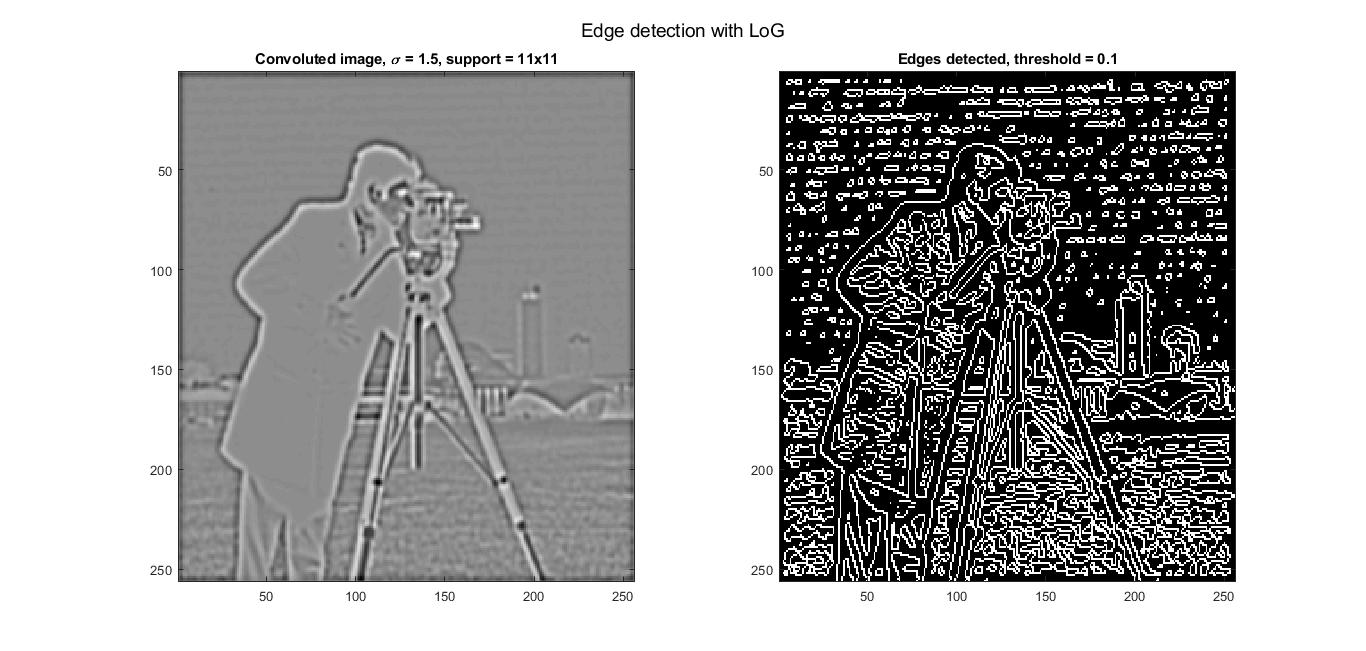 Edge detection with LoG
Convoluted image, σ = 1.5, support = 11x11
50
100
150
200
250
50 100 150 200 250
Edges detected, threshold = 0.1
50
100
150
200
250
50 100 150 200 250